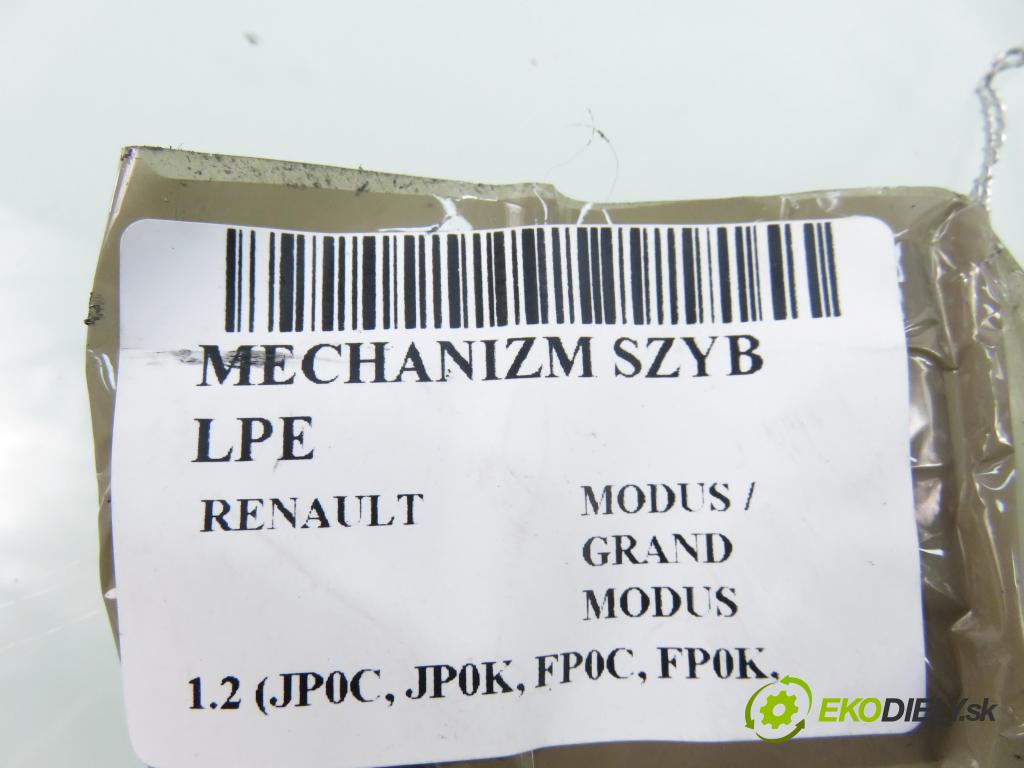 MECHANIZM SZYB
LPE
RENAULT
MODUS /
GRAND
MODUS
1.2 (JP0C, JP0K, FP0C, FP0K,
EKODIELY.sk